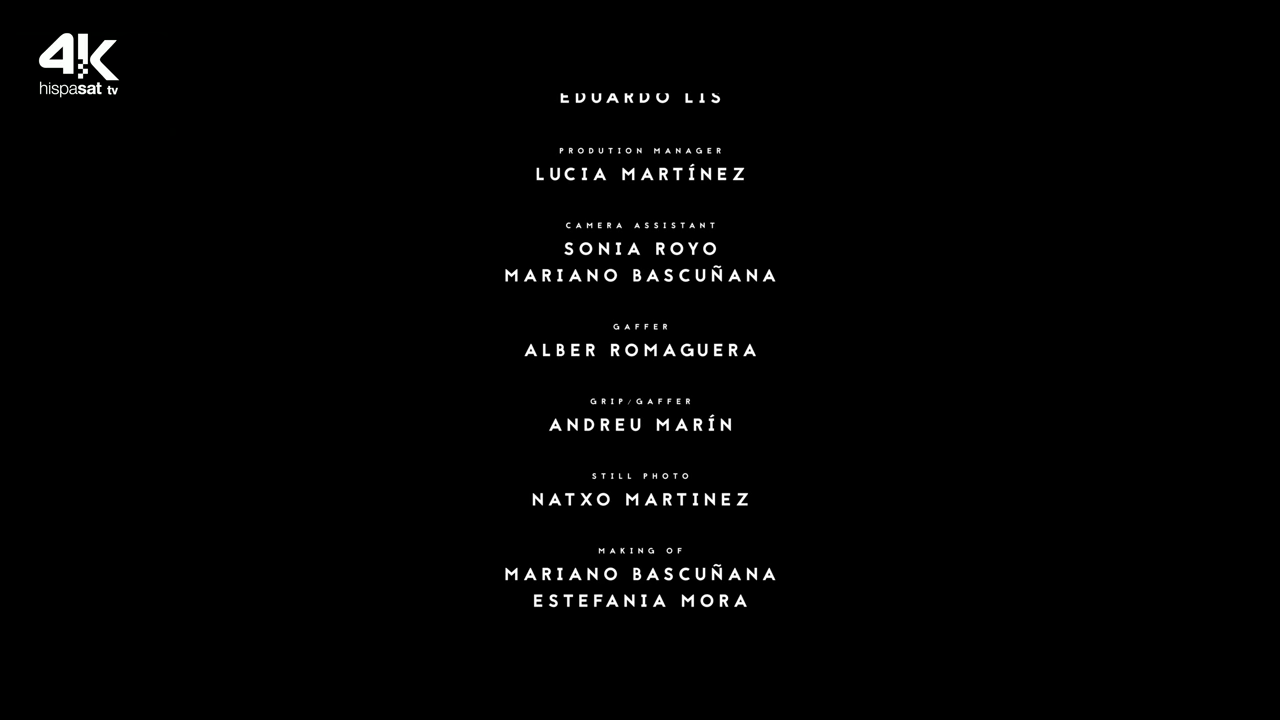 4K
hispasat tv
EDUARDO LIS
PRODUTION MANAGER
LUCIA MARTÍNEZ
CAMERA ASSISTANT
SONIA ROYO
MARIANO BASCUÑANA
GAFFER
ALBER ROMAGUERA
GRIP/GAFFER
ANDREU MARÍN
STILL PHOTO
NATXO MARTINEZ
MAKING OF
MARIANO BASCUÑANA
ESTEFANIA MORA